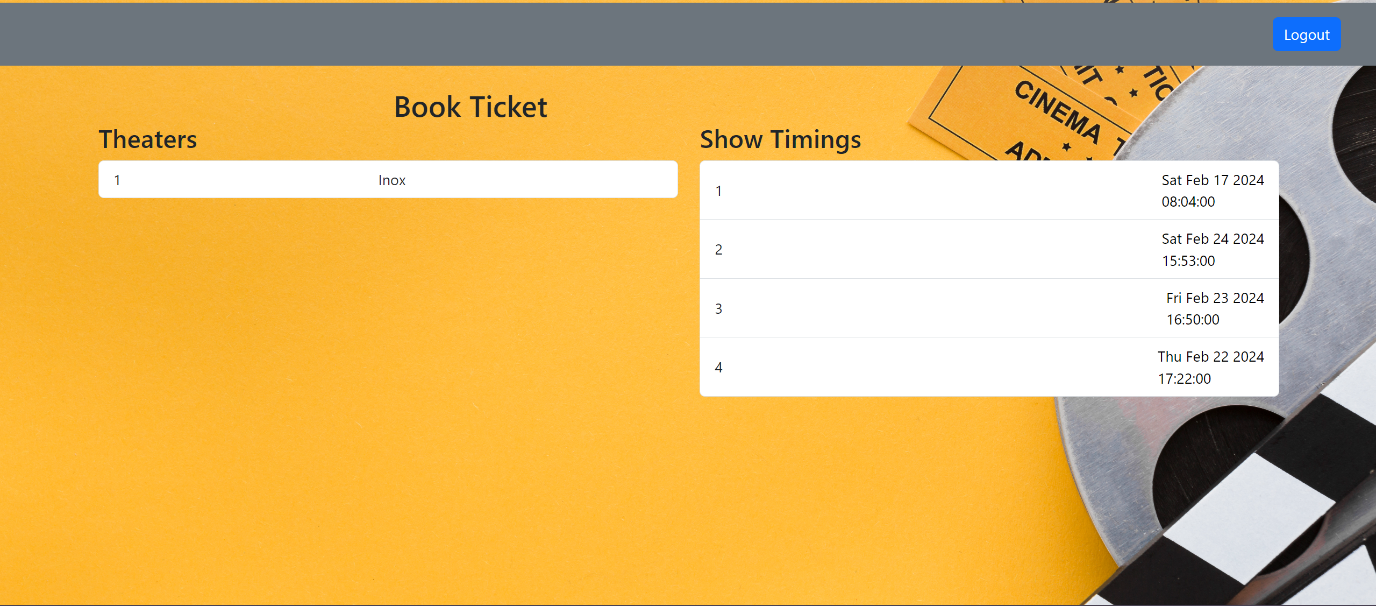 Logout
Book Ticket
Theaters
1 Inox
Show Timings
1 Sat Feb 17 2024
08:04:00
2 Sat Feb 24 2024
15:53:00
3 Fri Feb 23 2024
16:50:00
4 Thu Feb 22 2024
17:22:00
CINEMA